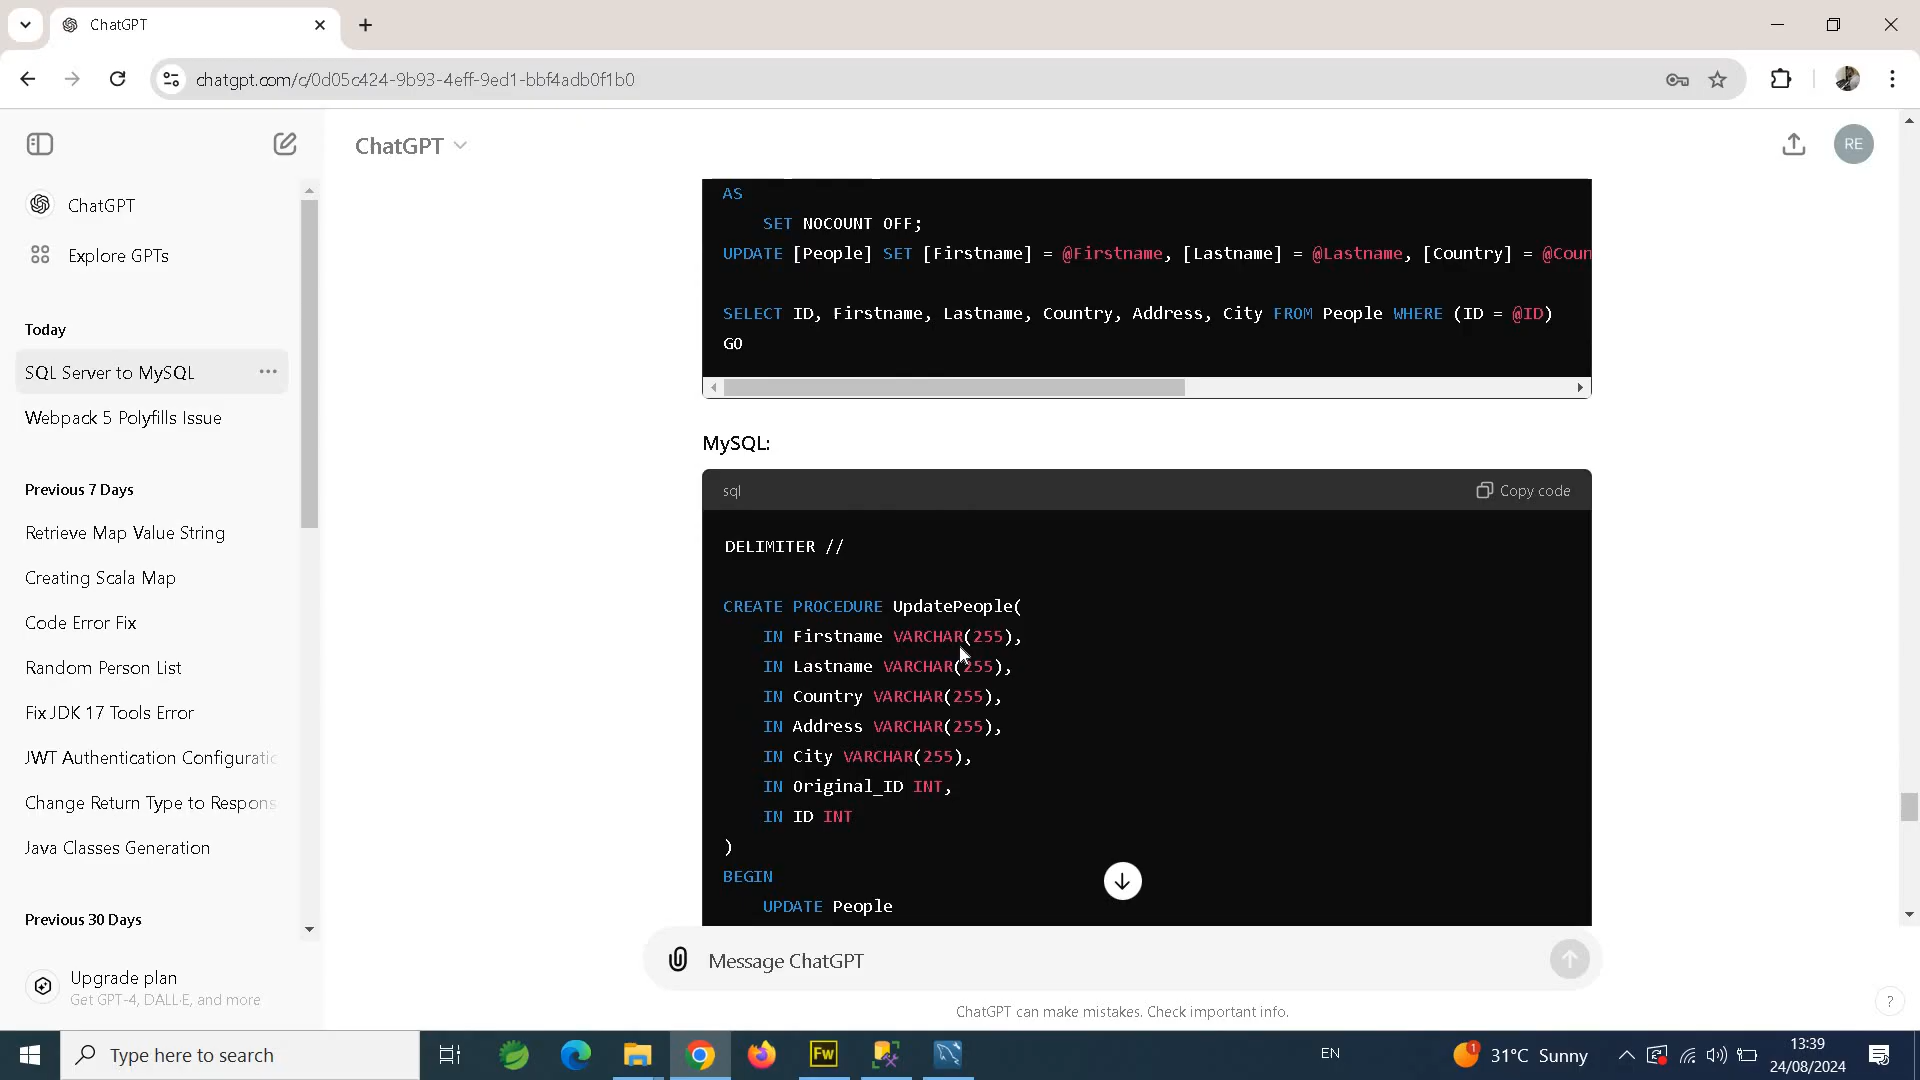 ChatGPT
chatgpt.com/c/0d05c424-9b93-4eff-9ed1-bbf4adb0f1b0
ChatGPT
Explore GPTs
Today
SQL Server to MySQL
Webpack 5 Polyfills Issue
Previous 7 Days
Retrieve Map Value String
Creating Scala Map
Code Error Fix
Random Person List
Fix JDK 17 Tools Error
JWT Authentication Configuratic
Change Return Type to Respons
Java Classes Generation
Previous 30 Days
Upgrade plan
Get GPT-4, DALL·E, and more
ChatGPT
RE
AS
SET NOCOUNT OFF;
UPDATE [People] SET [Firstname] = @Firstname, [Lastname] = @Lastname, [Country] = @Coun
SELECT ID, Firstname, Lastname, Country, Address, City FROM People WHERE (ID = @ID)
GO
MySQL:
sql
Copy code
DELIMITER //
CREATE PROCEDURE UpdatePeople(
IN Firstname VARCHAR(255),
IN Lastname VARCHAR(255),
IN Country VARCHAR(255),
IN Address VARCHAR(255),
IN City VARCHAR(255),
IN Original_ID INT,
IN ID INT
)
BEGIN
UPDATE People
Message ChatGPT
ChatGPT can make mistakes. Check important info.
?
Type here to search
Fw
EN
1
31°C Sunny
13:39
24/08/2024